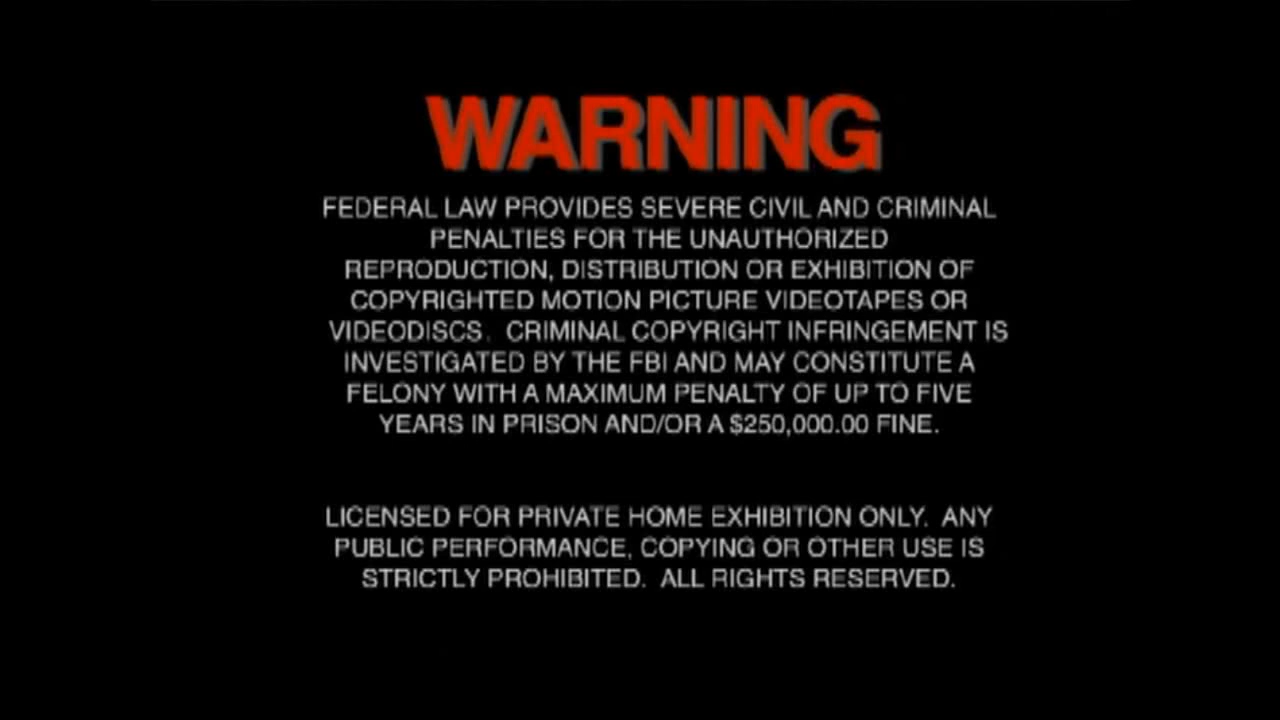 WARNING
FEDERAL LAW PROVIDES SEVERE CIVIL AND CRIMINAL
PENALTIES FOR THE UNAUTHORIZED
REPRODUCTION, DISTRIBUTION OR EXHIBITION OF
COPYRIGHTED MOTION PICTURE VIDEOTAPES OR
VIDEODISCS.  CRIMINAL COPYRIGHT INFRINGEMENT IS
INVESTIGATED BY THE FBI AND MAY CONSTITUTE A
FELONY WITH A MAXIMUM PENALTY OF UP TO FIVE
YEARS IN PRISON AND/OR A $250,000.00 FINE.
LICENSED FOR PRIVATE HOME EXHIBITION ONLY.  ANY
PUBLIC PERFORMANCE, COPYING OR OTHER USE IS
STRICTLY PROHIBITED.  ALL RIGHTS RESERVED.